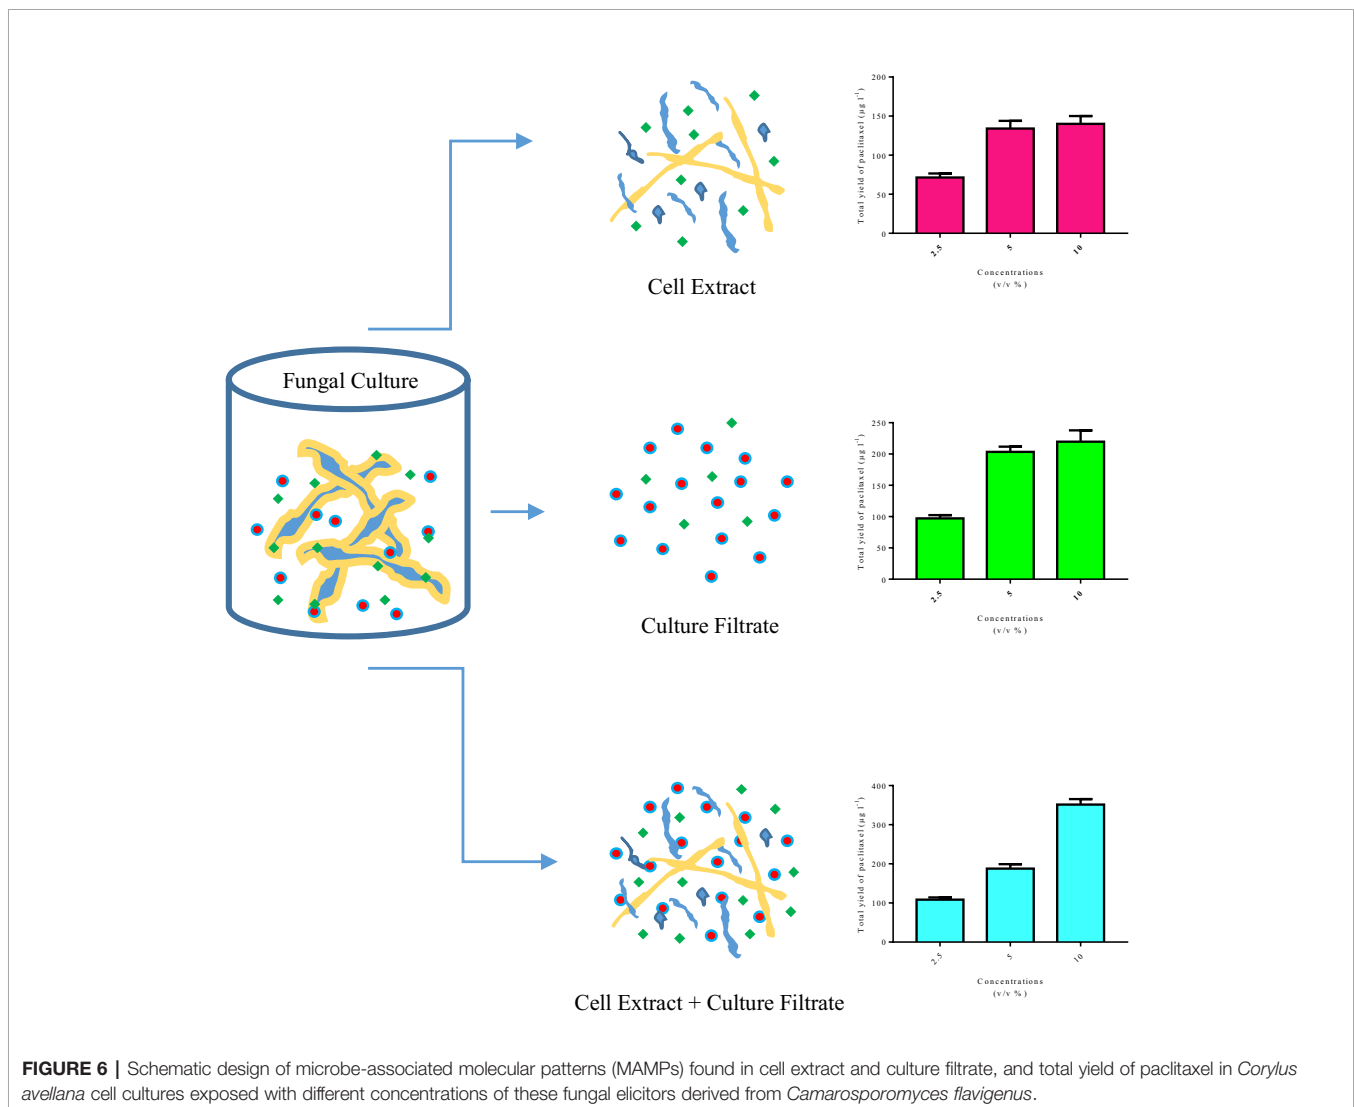 200
150
100
50
0
Total yield of paclitaxel (µg l⁻¹)
2.5
5
10
Concentrations
(v/v %)
Cell Extract
Fungal Culture
250
200
150
100
50
0
Total yield of paclitaxel (µg l⁻¹)
2.5
5
10
Concentrations
(v/v %)
Culture Filtrate
400
300
200
100
0
Total yield of paclitaxel (µg l⁻¹)
2.5
5
10
Concentrations
(v/v %)
Cell Extract + Culture Filtrate
FIGURE 6 | Schematic design of microbe-associated molecular patterns (MAMPs) found in cell extract and culture filtrate, and total yield of paclitaxel in Corylus
avellana cell cultures exposed with different concentrations of these fungal elicitors derived from Camarosporomyces flavigenus.